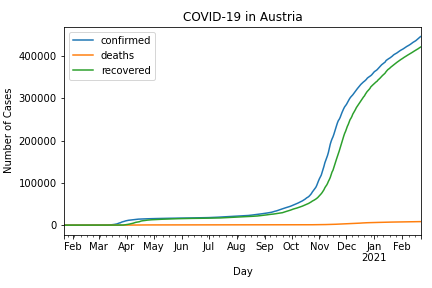 COVID-19 in Austria
confirmed
deaths
recovered
Number of Cases
400000
300000
200000
100000
0
Feb Mar Apr May Jun Jul Aug Sep Oct Nov Dec Jan Feb
2021
Day